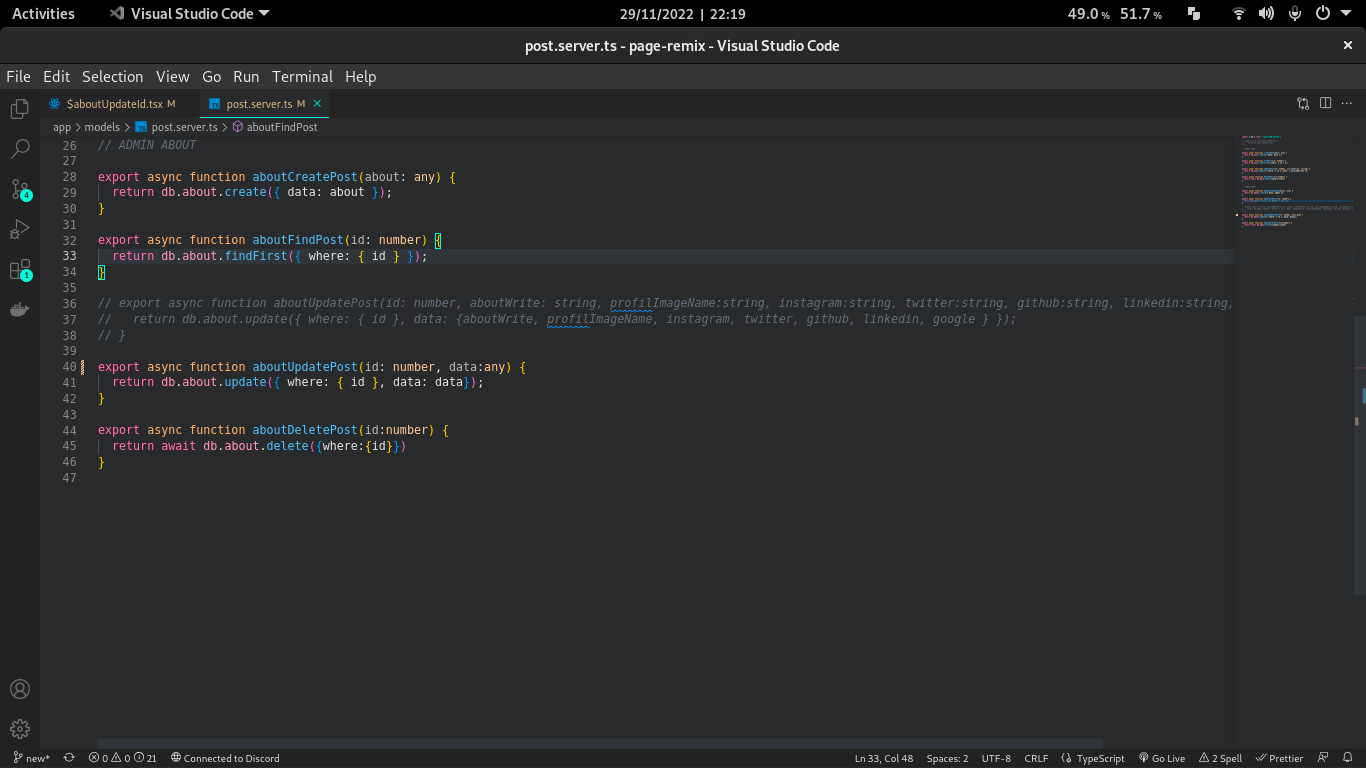 Activities Visual Studio Code 29/11/2022 | 22:19 49.0 % 51.7 %
post.server.ts - page-remix - Visual Studio Code
File Edit Selection View Go Run Terminal Help
$aboutUpdateId.tsx M post.server.ts M
app > models > post.server.ts > aboutFindPost
26 // ADMİN ABOUT
27
28 export async function aboutCreatePost(about: any) {
29 return db.about.create({ data: about });
30 }
31
32 export async function aboutFindPost(id: number) {
33 return db.about.findFirst({ where: { id } });
34 }
35
36 // export async function aboutUpdatePost(id: number, aboutWrite: string, profilImageName:string, instagram:string, twitter:string, github:string, linkedin:string,
37 // return db.about.update({ where: { id }, data: {aboutWrite, profilImageName, instagram, twitter, github, linkedin, google } });
38 // }
39
40 export async function aboutUpdatePost(id: number, data:any) {
41 return db.about.update({ where: { id }, data: data});
42 }
43
44 export async function aboutDeletePost(id:number) {
45 return await db.about.delete({where:{id}})
46 }
47
4
1
new* 0 0 21 Connected to Discord Ln 33, Col 48 Spaces: 2 UTF-8 CRLF TypeScript Go Live 2 Spell Prettier